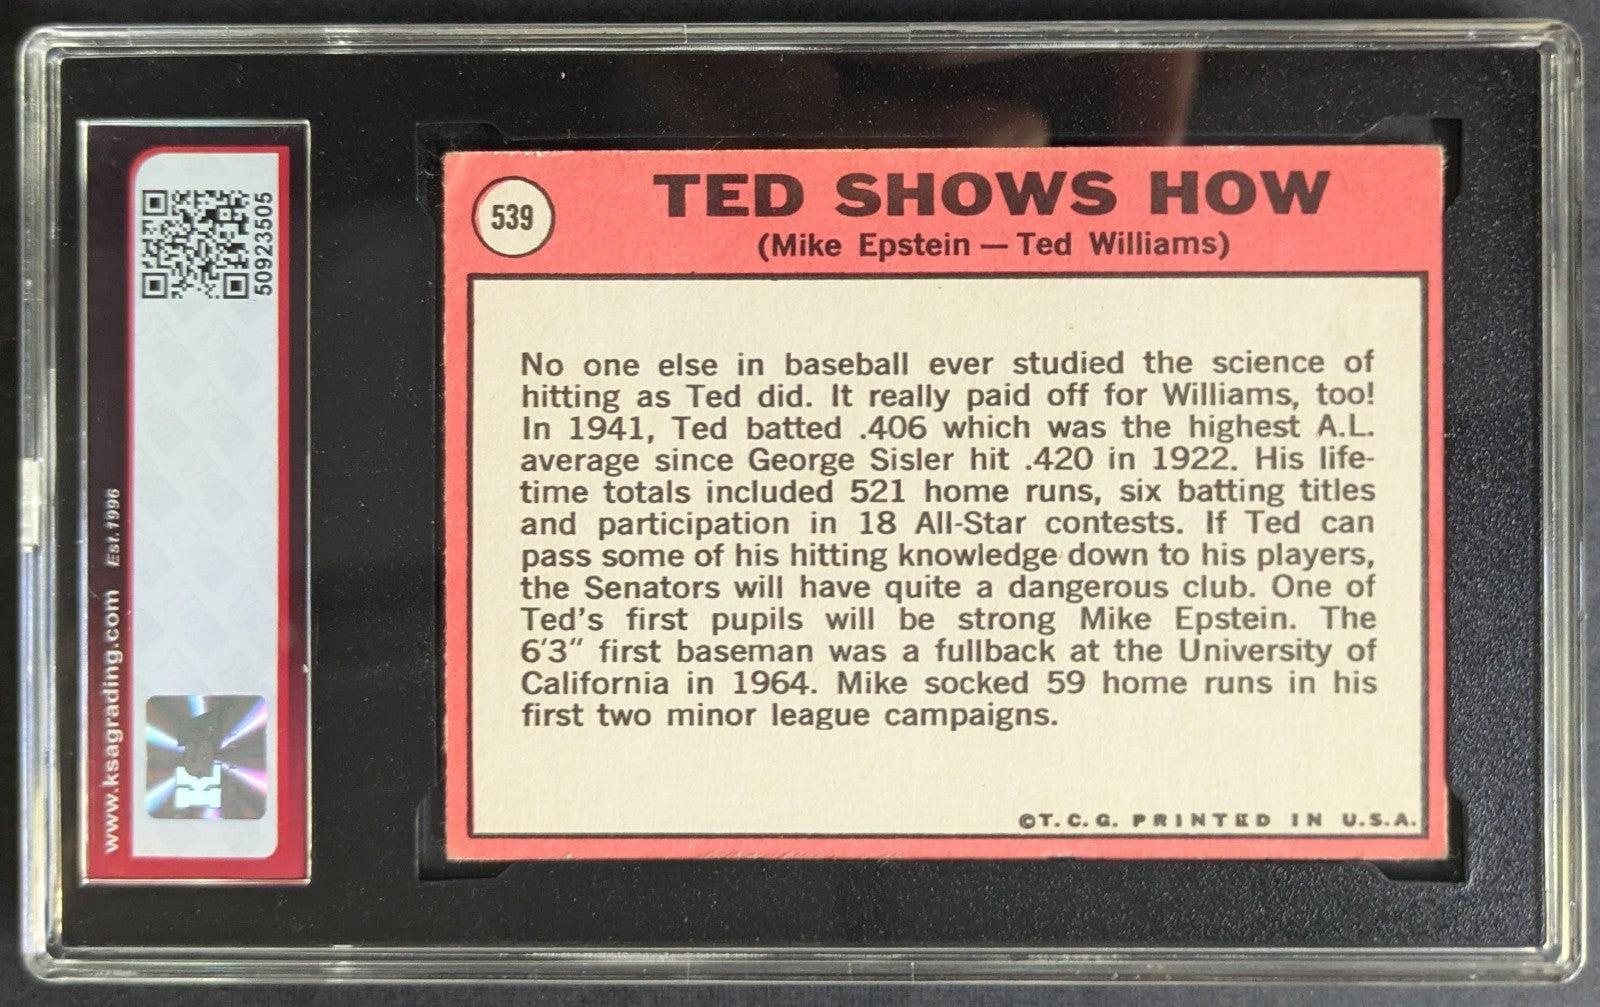 539
TED SHOWS HOW
(Mike Epstein — Ted Williams)
No one else in baseball ever studied the science of
hitting as Ted did. It really paid off for Williams, too!
In 1941, Ted batted .406 which was the highest A.L.
average since George Sisler hit .420 in 1922. His life-
time totals included 521 home runs, six batting titles
and participation in 18 All-Star contests. If Ted can
pass some of his hitting knowledge down to his players,
the Senators will have quite a dangerous club. One of
Ted's first pupils will be strong Mike Epstein. The
6'3" first baseman was a fullback at the University of
California in 1964. Mike socked 59 home runs in his
first two minor league campaigns.
©T.C.G. PRINTED IN U.S.A.
50923505
www.ksagrading.com Est. 1996
KSA